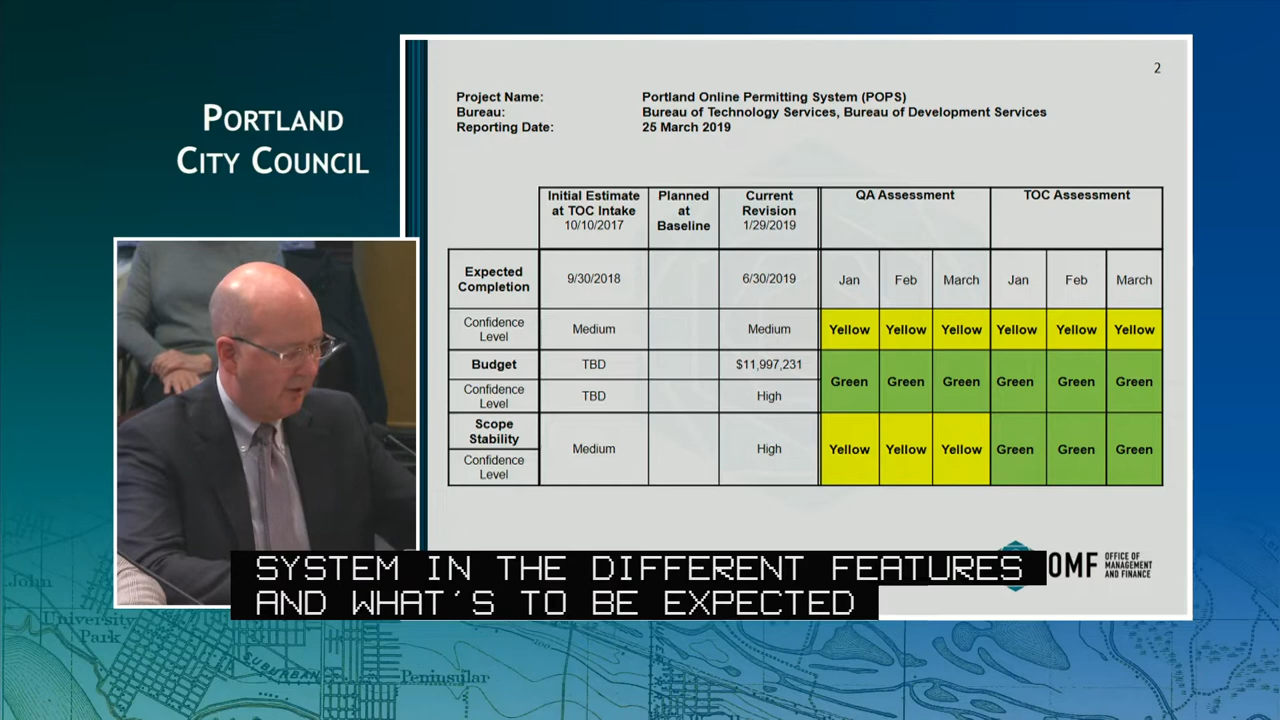 PORTLAND
CITY COUNCIL
2
Project Name: Portland Online Permitting System (POPS)
Bureau: Bureau of Technology Services, Bureau of Development Services
Reporting Date: 25 March 2019
Initial Estimate at TOC Intake 10/10/2017 Planned at Baseline Current Revision 1/29/2019 QA Assessment TOC Assessment
Expected Completion 9/30/2018 6/30/2019 Jan Feb March Jan Feb March
Confidence Level Medium Medium Yellow Yellow Yellow Yellow Yellow Yellow
Budget TBD $11,997,231 Green Green Green Green Green Green
Confidence Level TBD High
Scope Stability Medium High Yellow Yellow Yellow Green Green Green
Confidence Level
OMF OFFICE OF MANAGEMENT AND FINANCE
SYSTEM IN THE DIFFERENT FEATURES
AND WHAT'S TO BE EXPECTED
John
University
Park
SUBURBAN
Peninsular